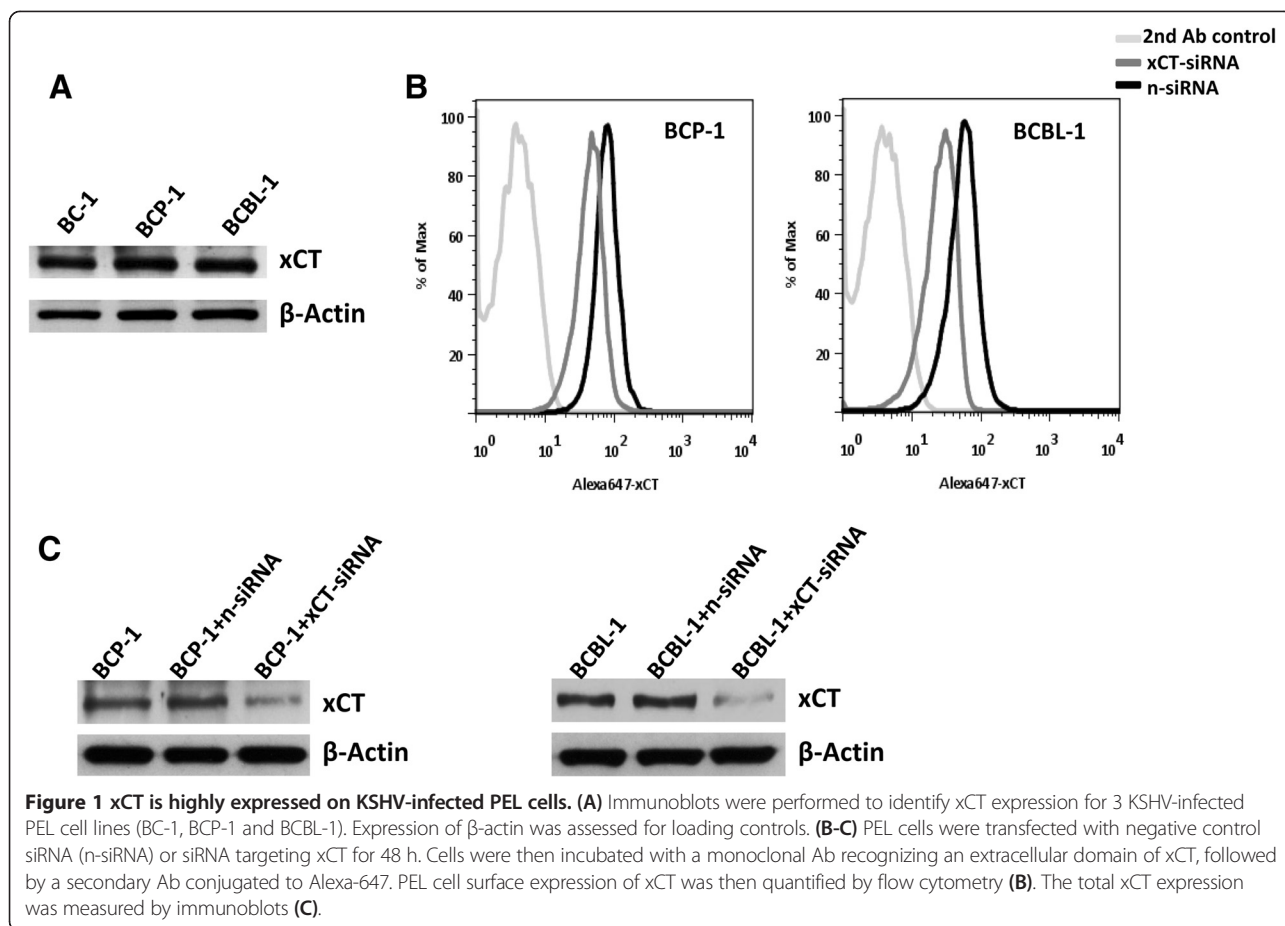 2nd Ab control
xCT-siRNA
n-siRNA
A
BC-1
BCP-1
BCBL-1
xCT
β-Actin
B
BCP-1
100
80
60
40
20
% of Max
10⁰ 10¹ 10² 10³ 10⁴
Alexa647-xCT
BCBL-1
100
80
60
40
20
% of Max
10⁰ 10¹ 10² 10³ 10⁴
Alexa647-xCT
C
BCP-1
BCP-1+n-siRNA
BCP-1+xCT-siRNA
xCT
β-Actin
BCBL-1
BCBL-1+n-siRNA
BCBL-1+xCT-siRNA
xCT
β-Actin
Figure 1 xCT is highly expressed on KSHV-infected PEL cells. (A) Immunoblots were performed to identify xCT expression for 3 KSHV-infected
PEL cell lines (BC-1, BCP-1 and BCBL-1). Expression of β-actin was assessed for loading controls. (B-C) PEL cells were transfected with negative control
siRNA (n-siRNA) or siRNA targeting xCT for 48 h. Cells were then incubated with a monoclonal Ab recognizing an extracellular domain of xCT, followed
by a secondary Ab conjugated to Alexa-647. PEL cell surface expression of xCT was then quantified by flow cytometry (B). The total xCT expression
was measured by immunoblots (C).